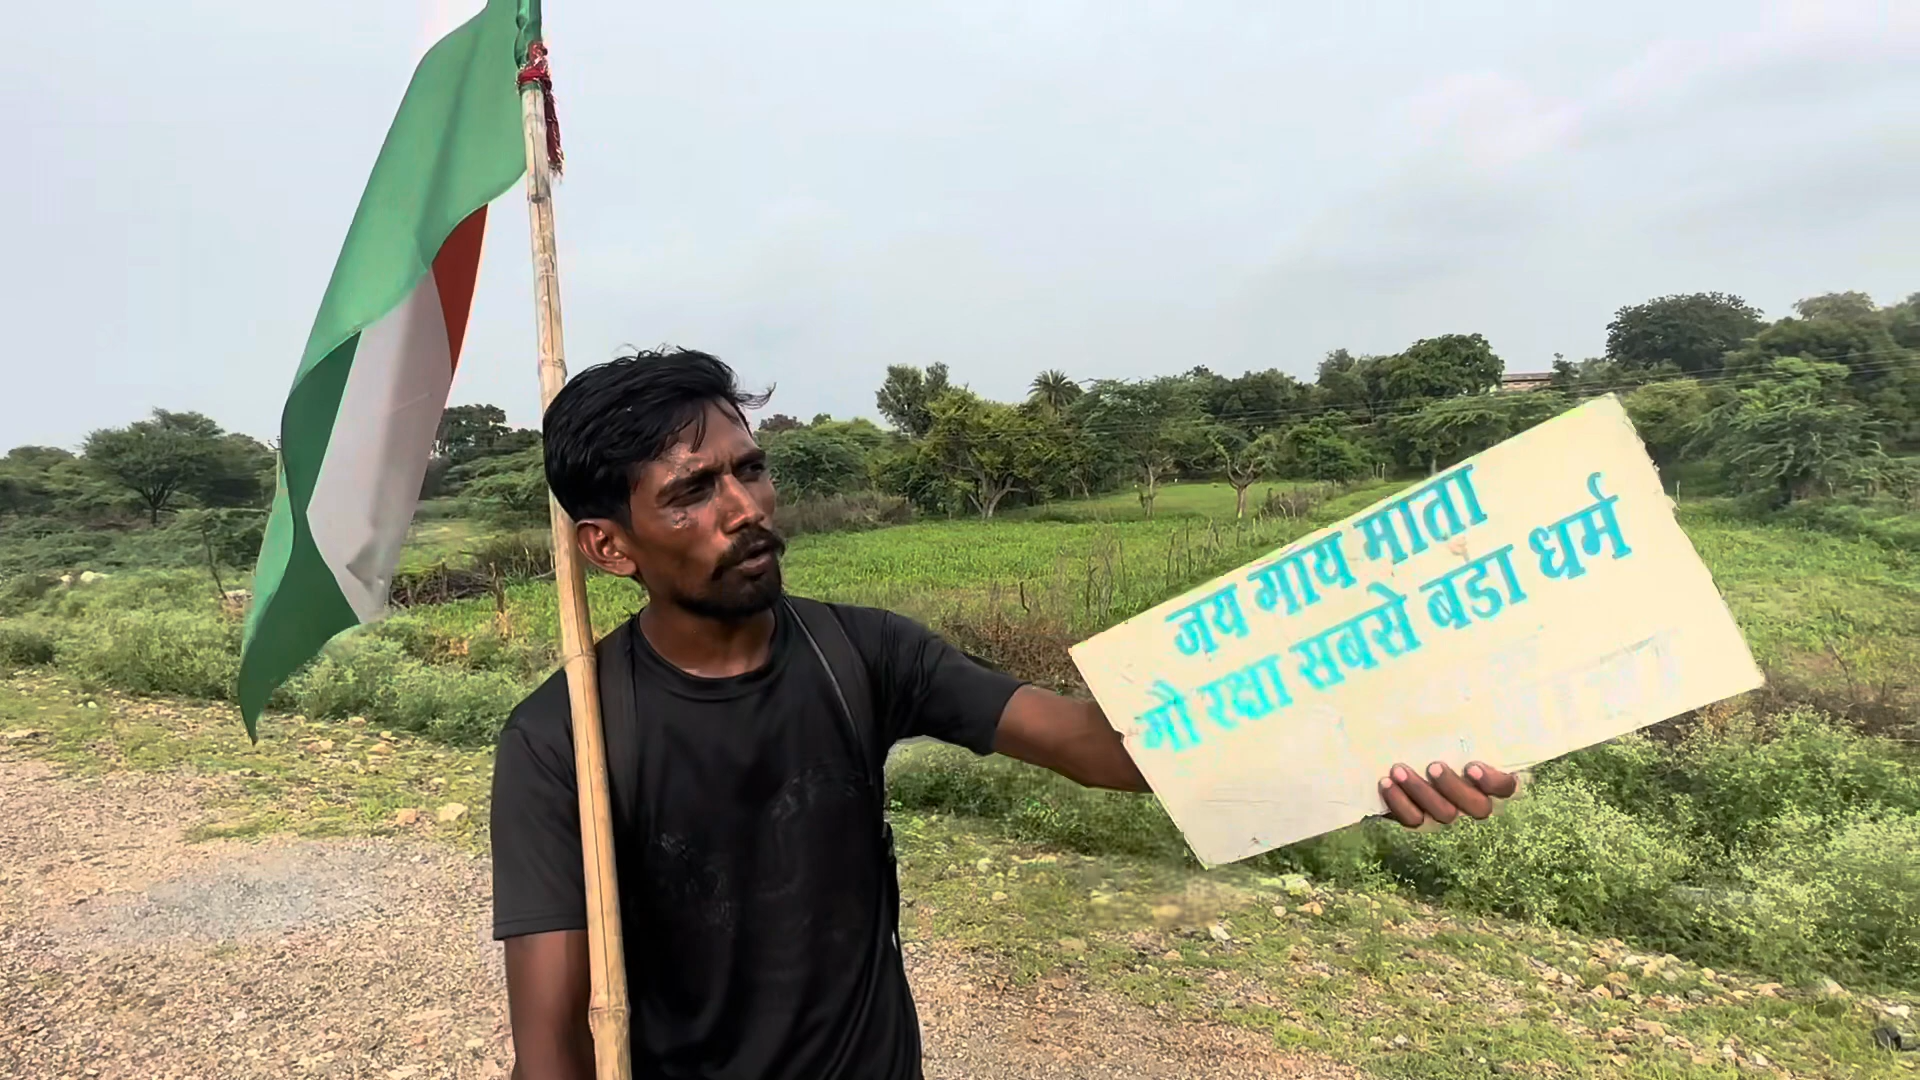 जय गाय माता
गौ रक्षा सबसे बडा धर्म